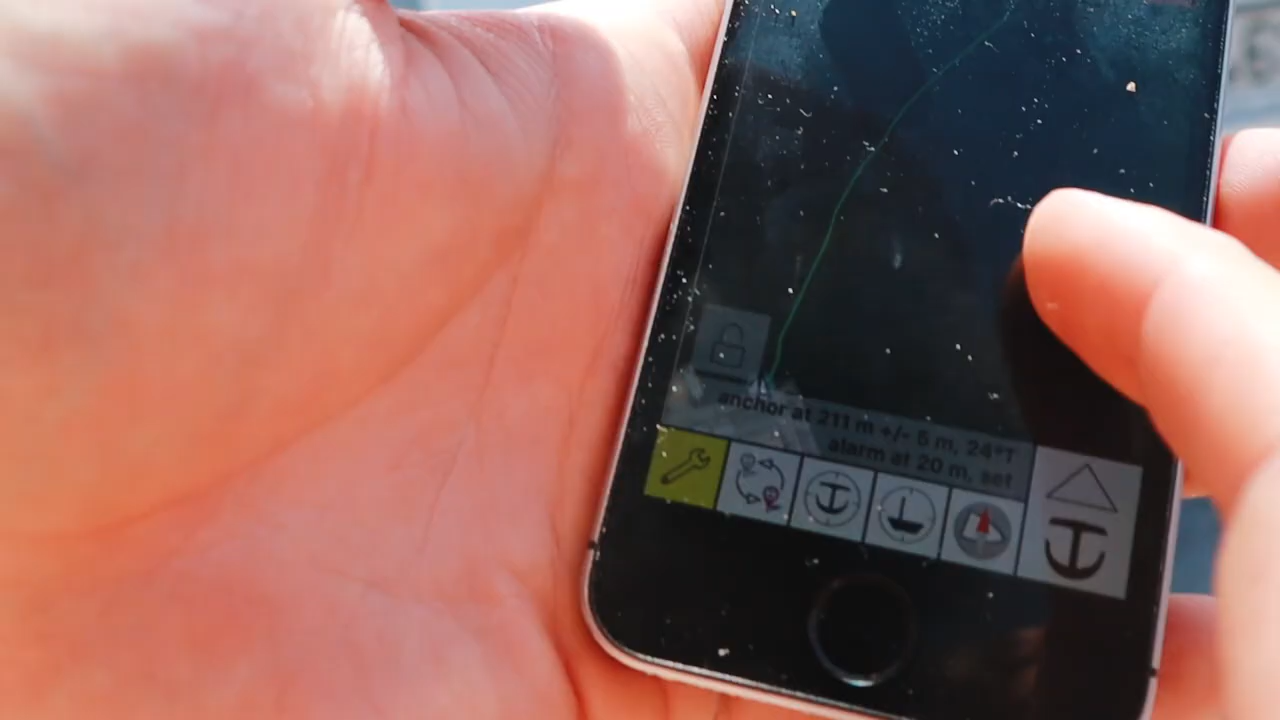 anchor at 211 m +/- 5 m, 24°T
alarm at 20 m, set